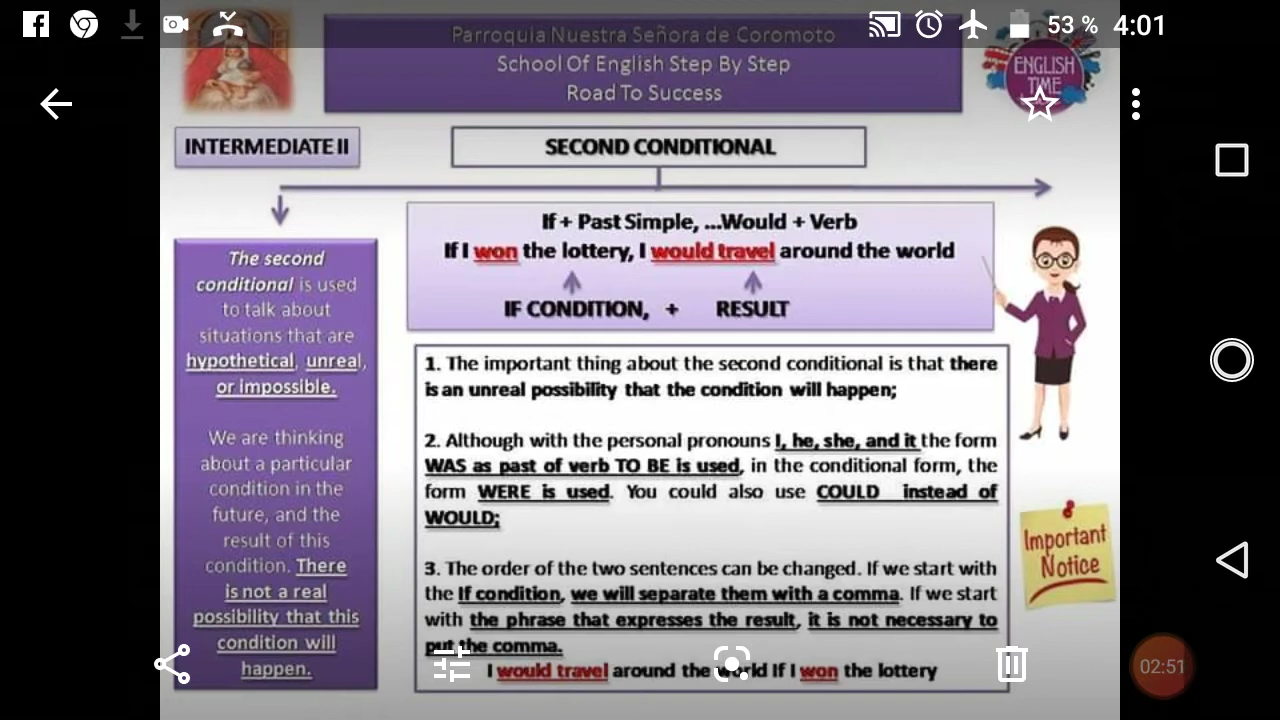 53 % 4:01
Parroquia Nuestra Señora de Coromoto
School Of English Step By Step
Road To Success
ENGLISH
TIME
INTERMEDIATE II
SECOND CONDITIONAL
If + Past Simple, ...Would + Verb
If I won the lottery, I would travel around the world
IF CONDITION, + RESULT
The second
conditional is used
to talk about
situations that are
hypothetical, unreal,
or impossible.
We are thinking
about a particular
condition in the
future, and the
result of this
condition. There
is not a real
possibility that this
condition will
happen.
1. The important thing about the second conditional is that there
is an unreal possibility that the condition will happen;
2. Although with the personal pronouns I, he, she, and it the form
WAS as past of verb TO BE is used, in the conditional form, the
form WERE is used. You could also use COULD instead of
WOULD;
3. The order of the two sentences can be changed. If we start with
the If condition, we will separate them with a comma. If we start
with the phrase that expresses the result, it is not necessary to
put the comma.
I would travel around the world If I won the lottery
Important
Notice
02:51